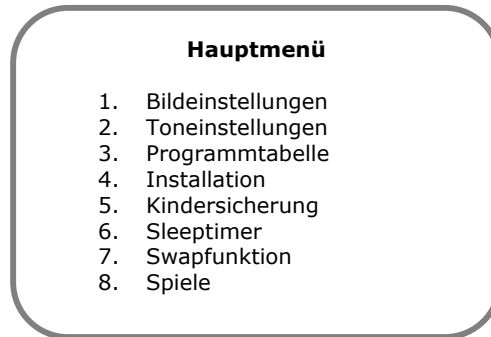 Hauptmenü
1. Bildeinstellungen
2. Toneinstellungen
3. Programmtabelle
4. Installation
5. Kindersicherung
6. Sleeptimer
7. Swapfunktion
8. Spiele